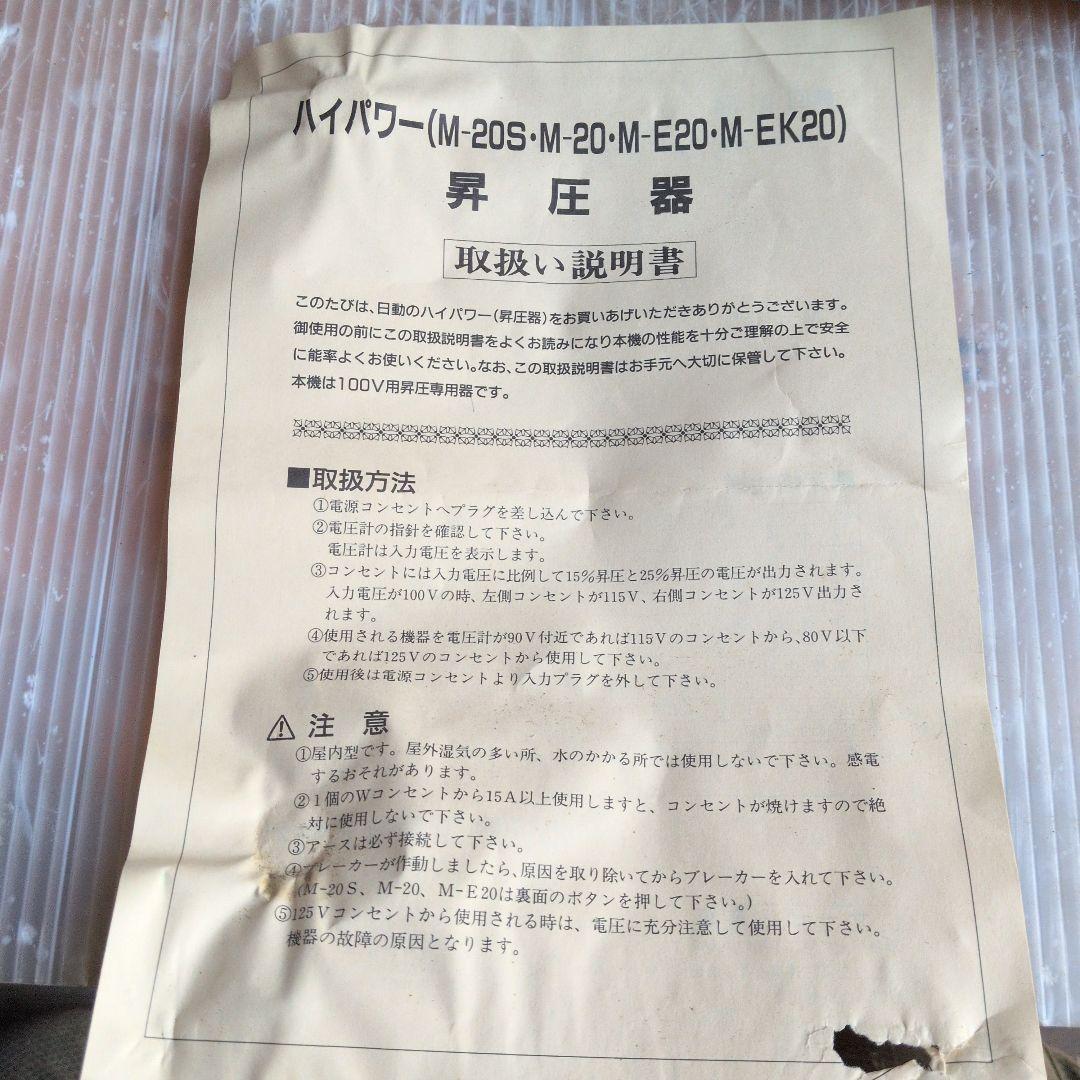 ハイパワー(M-20S・M-20・M-E20・M-EK20)
昇圧器
取扱い説明書
このたびは、日動のハイパワー(昇圧器)をお買いあげいただきありがとうございます。
御使用の前にこの取扱説明書をよくお読みになり本機の性能を十分ご理解の上で安全
に能率よくお使いください。なお、この取扱説明書はお手元へ大切に保管して下さい。
本機は100V用昇圧専用器です。
■取扱方法
①電源コンセントへプラグを差し込んで下さい。
②電圧計の指針を確認して下さい。
電圧計は入力電圧を表示します。
③コンセントには入力電圧に比例して15%昇圧と25%昇圧の電圧が出力されます。
入力電圧が100Vの時、左側コンセントが115V、右側コンセントが125V出力さ
れます。
④使用される機器を電圧計が90V付近であれば115Vのコンセントから、80V以下
であれば125Vのコンセントから使用して下さい。
⑤使用後は電源コンセントより入力プラグを外して下さい。
⚠ 注意
①屋内型です。屋外湿気の多い所、水のかかる所では使用しないで下さい。感電
するおそれがあります。
②1個のWコンセントから15A以上使用しますと、コンセントが焼けますので絶
対に使用しないで下さい。
③アースは必ず接続して下さい。
④ブレーカーが作動しましたら、原因を取り除いてからブレーカーを入れて下さい。
(M-20S、M-20、M-E20は裏面のボタンを押して下さい。)
⑤125Vコンセントから使用される時は、電圧に充分注意して使用して下さい。
機器の故障の原因となります。